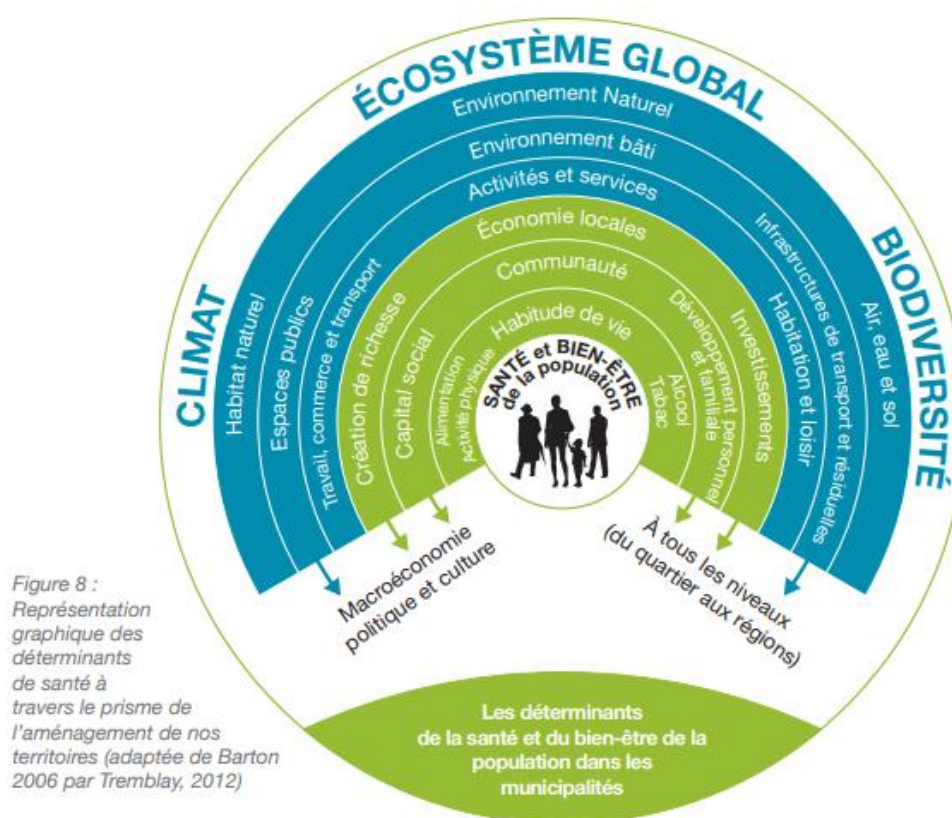 ÉCOSYSTÈME GLOBAL
CLIMAT
BIODIVERSITÉ
Environnement Naturel
Habitat naturel
Air, eau et sol
Environnement bâti
Espaces publics
Infrastructures de transport et résiduelles
Activités et services
Travail, commerce et transport
Habitation et loisir
Économie locales
Création de richesse
Investissements
Communauté
Capital social
Développement personnel
et familiale
Habitude de vie
Alimentation
Activité physique
Alcool
Tabac
SANTÉ et BIEN-ÊTRE
de la population
Macroéconomie
politique et culture
À tous les niveaux
(du quartier aux régions)
Figure 8 :
Représentation
graphique des
déterminants
de santé à
travers le prisme de
l'aménagement de nos
territoires (adaptée de Barton
2006 par Tremblay, 2012)
Les déterminants
de la santé et du bien-être de la
population dans les
municipalités